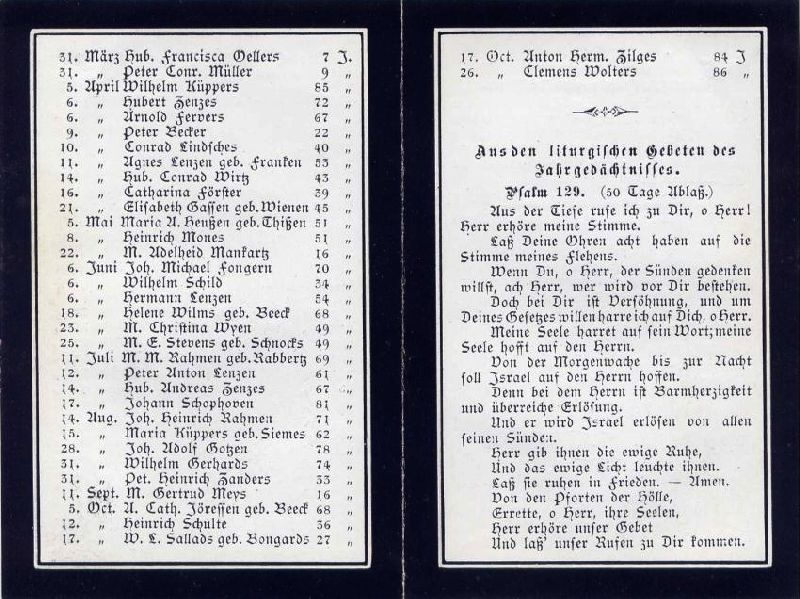 31. März Hub. Francisca Oellers 7 J.
31. „ Peter Conr. Müller 9 „
5. April Wilhelm Küppers 85 „
6. „ Hubert Zenzes 72 „
6. „ Arnold Fervers 67 „
9. „ Peter Becker 22 „
10. „ Conrad Lindsches 40 „
11. „ Agnes Lenzen geb. Franken 53 „
14. „ Hub. Conrad Wirtz 43 „
16. „ Catharina Förster 39 „
21. „ Elisabeth Gassen geb. Wienen 45 „
5. Mai Maria A. Heußen geb. Thißen 51 „
8. „ Heinrich Mones 51 „
22. „ M. Adelheid Mankartz 16 „
6. Juni Joh. Michael Fongern 70 „
6. „ Wilhelm Schild 34 „
6. „ Hermann Lenzen 54 „
18. „ Helene Wilms geb. Beeck 68 „
23. „ M. Christina Wyen 49 „
25. „ M. E. Stevens geb. Schnocks 49 „
11. Juli M. M. Rahmen geb. Rabbertz 69 „
12. „ Peter Anton Lenzen 61 „
14. „ Hub. Andreas Zenzes 67 „
17. „ Johann Schophoven 81 „
14. Aug. Joh. Heinrich Rahmen 71 „
15. „ Maria Küppers geb. Siemes 62 „
28. „ Joh. Adolf Gotzen 78 „
31. „ Wilhelm Gerhards 74 „
31. „ Pet. Heinrich Zanders 53 „
11. Sept. M. Gertrud Meys 16 „
5. Oct. A. Cath. Jöressen geb. Beeck 68 „
12. „ Heinrich Schulte 36 „
17. „ W. L. Sallads geb. Bongards 27 „
17. Oct. Anton Herm. Zilges 84 J
26. „ Clemens Wolters 86 „
Aus den liturgischen Gebeten des
Jahrgedächtnisses.
Psalm 129. (50 Tage Ablaß.)
Aus der Tiefe rufe ich zu Dir, o Herr!
Herr erhöre meine Stimme.
Laß Deine Ohren acht haben auf die
Stimme meines Flehens.
Wenn Du, o Herr, der Sünden gedenken
willst, ach Herr, wer wird vor Dir bestehen.
Doch bei Dir ist Versöhnung, und um
Deines Gesetzes willen harre ich auf Dich, o Herr.
Meine Seele harret auf sein Wort; meine
Seele hofft auf den Herrn.
Von der Morgenwache bis zur Nacht
soll Israel auf den Herrn hoffen.
Denn bei dem Herrn ist Barmherzigkeit
und überreiche Erlösung.
Und er wird Israel erlösen von allen
seinen Sünden.
Herr gib ihnen die ewige Ruhe,
Und das ewige Licht leuchte ihnen.
Laß sie ruhen in Frieden. — Amen.
Von den Pforten der Hölle,
Errette, o Herr, ihre Seelen,
Herr erhöre unser Gebet
Und laß' unser Rufen zu Dir kommen.